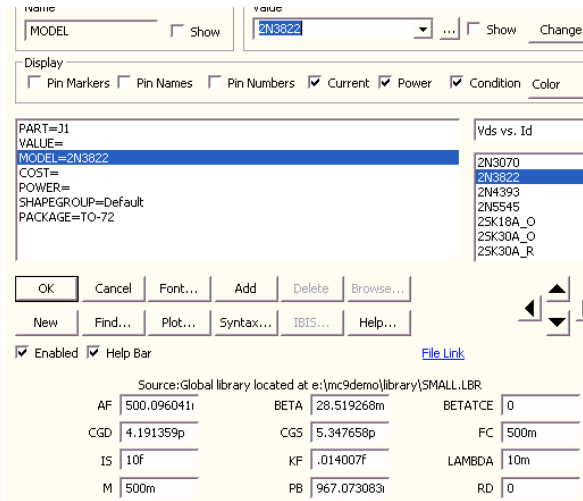 Name Value
MODEL Show 2N3822 ... Show Change
Display
Pin Markers Pin Names Pin Numbers Current Power Condition Color
PART=J1
VALUE=
MODEL=2N3822
COST=
POWER=
SHAPEGROUP=Default
PACKAGE=TO-72
Vds vs. Id
2N3070
2N3822
2N4393
2N5545
2SK18A_O
2SK30A_O
2SK30A_R
OK Cancel Font... Add Delete Browse...
New Find... Plot... Syntax... IBIS... Help...
Enabled Help Bar File Link
Source:Global library located at e:\mc9demo\library\SMALL.LBR
AF 500.096041 BETA 28.519268m BETATCE 0
CGD 4.191359p CGS 5.347658p FC 500m
IS 10f KF .014007f LAMBDA 10m
M 500m PB 967.073083 RD 0